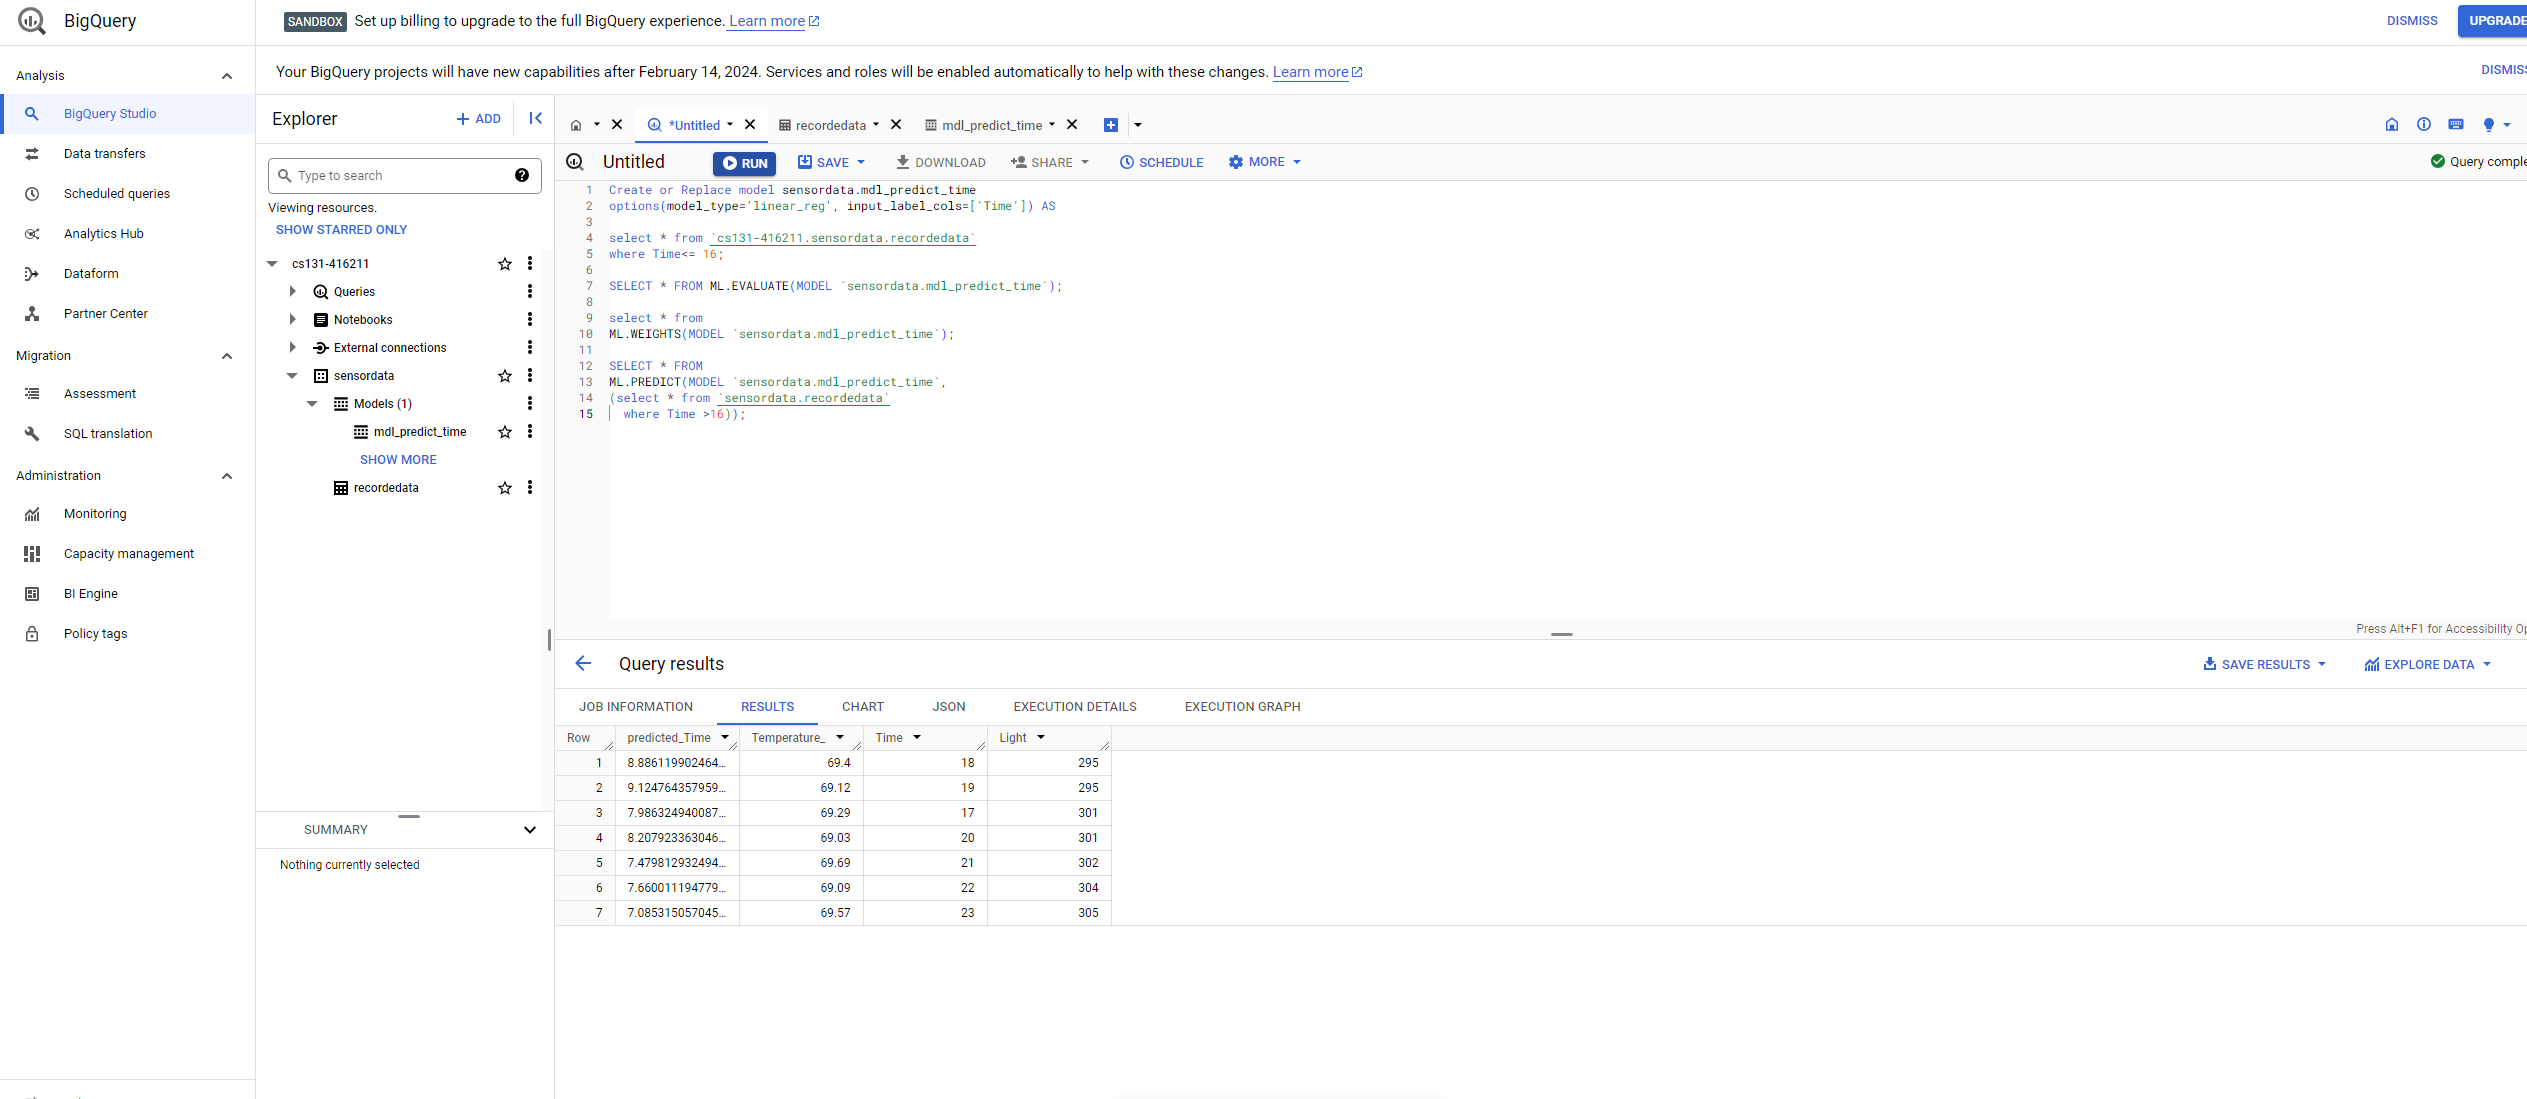 BigQuery
SANDBOX Set up billing to upgrade to the full BigQuery experience. Learn more
DISMISS
UPGRADE
Your BigQuery projects will have new capabilities after February 14, 2024. Services and roles will be enabled automatically to help with these changes. Learn more
DISMISS
Analysis
BigQuery Studio
Data transfers
Scheduled queries
Analytics Hub
Dataform
Partner Center
Migration
Assessment
SQL translation
Administration
Monitoring
Capacity management
BI Engine
Policy tags
Explorer
ADD
Type to search
Viewing resources.
SHOW STARRED ONLY
cs131-416211
Queries
Notebooks
External connections
sensordata
Models (1)
mdl_predict_time
SHOW MORE
recordedata
SUMMARY
Nothing currently selected
*Untitled
recordedata
mdl_predict_time
Untitled
RUN
SAVE
DOWNLOAD
SHARE
SCHEDULE
MORE
Query comple
1 Create or Replace model sensordata.mdl_predict_time
2 options(model_type='linear_reg', input_label_cols=['Time']) AS
3
4 select * from `cs131-416211.sensordata.recordedata`
5 where Time<= 16;
6
7 SELECT * FROM ML.EVALUATE(MODEL `sensordata.mdl_predict_time`);
8
9 select * from
10 ML.WEIGHTS(MODEL `sensordata.mdl_predict_time`);
11
12 SELECT * FROM
13 ML.PREDICT(MODEL `sensordata.mdl_predict_time`,
14 (select * from `sensordata.recordedata`
15 where Time >16));
Press Alt+F1 for Accessibility Op
Query results
SAVE RESULTS
EXPLORE DATA
JOB INFORMATION
RESULTS
CHART
JSON
EXECUTION DETAILS
EXECUTION GRAPH
Row predicted_Time Temperature_ Time Light
1 8.886119902464... 69.4 18 295
2 9.124764357959... 69.12 19 295
3 7.986324940087... 69.29 17 301
4 8.207923363046... 69.03 20 301
5 7.479812932494... 69.69 21 302
6 7.660011194779... 69.09 22 304
7 7.085315057045... 69.57 23 305